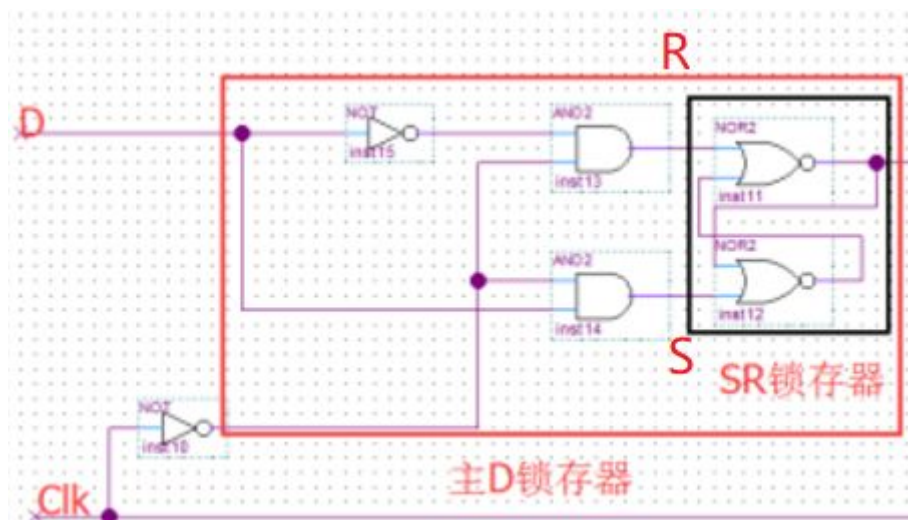 R
D
NOT
inst15
AND2
inst13
NOR2
inst11
NOR2
inst12
AND2
inst14
S
SR锁存器
NOT
inst10
主D锁存器
Clk